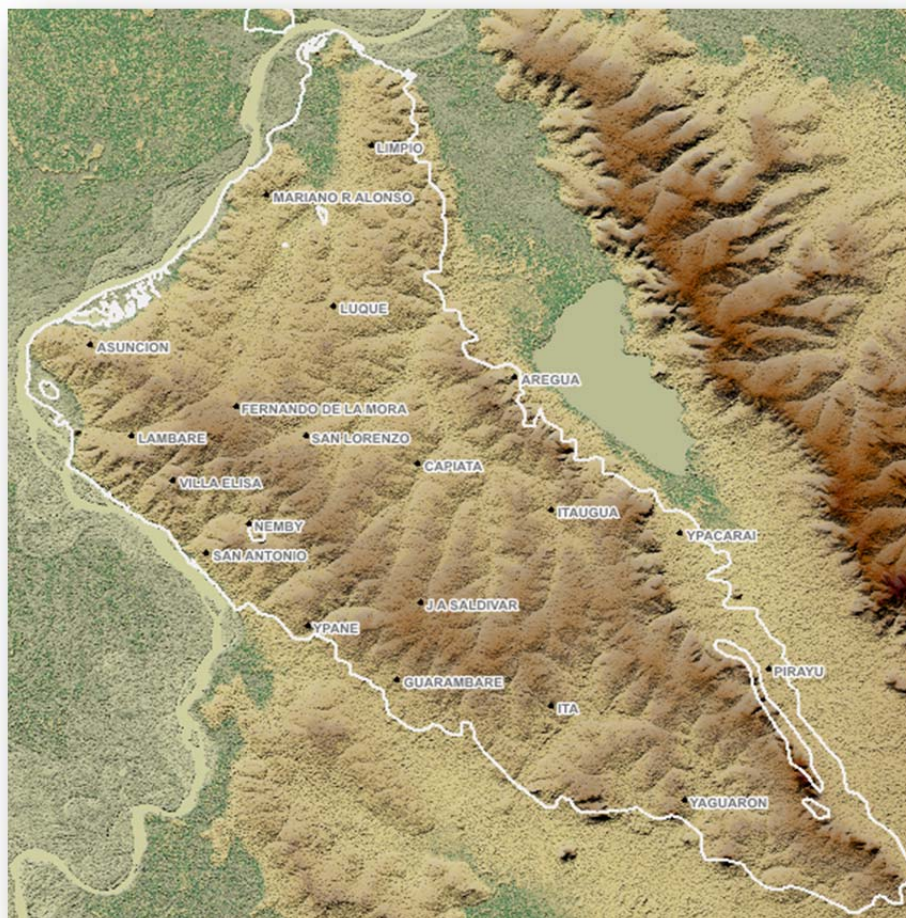 LIMPIO
MARIANO R ALONSO
LUQUE
ASUNCION
AREGUA
FERNANDO DE LA MORA
LAMBARE
SAN LORENZO
CAPIATA
VILLA ELISA
ITAUGUA
NEMBY
YPACARAI
SAN ANTONIO
J A SALDIVAR
YPANE
PIRAYU
GUARAMBARE
ITA
YAGUARON